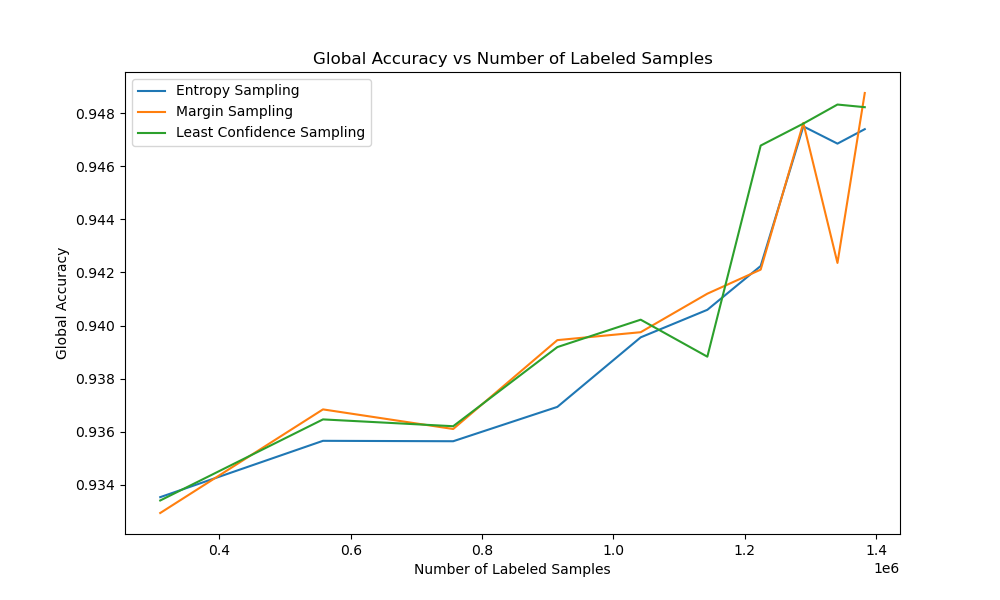 Global Accuracy vs Number of Labeled Samples
Entropy Sampling
Margin Sampling
Least Confidence Sampling
Global Accuracy
0.948
0.946
0.944
0.942
0.940
0.938
0.936
0.934
0.4 0.6 0.8 1.0 1.2 1.4
1e6
Number of Labeled Samples